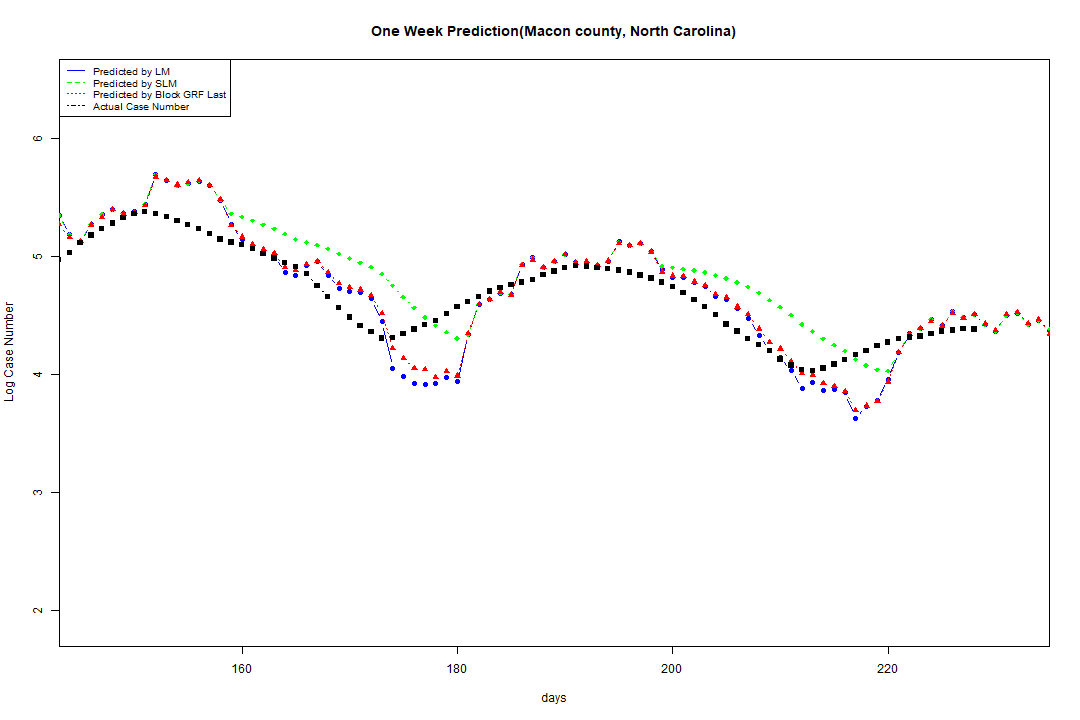 One Week Prediction(Macon county, North Carolina)
Predicted by LM
Predicted by SLM
Predicted by Block GRF Last
Actual Case Number
6
5
4
3
2
Log Case Number
160 180 200 220
days